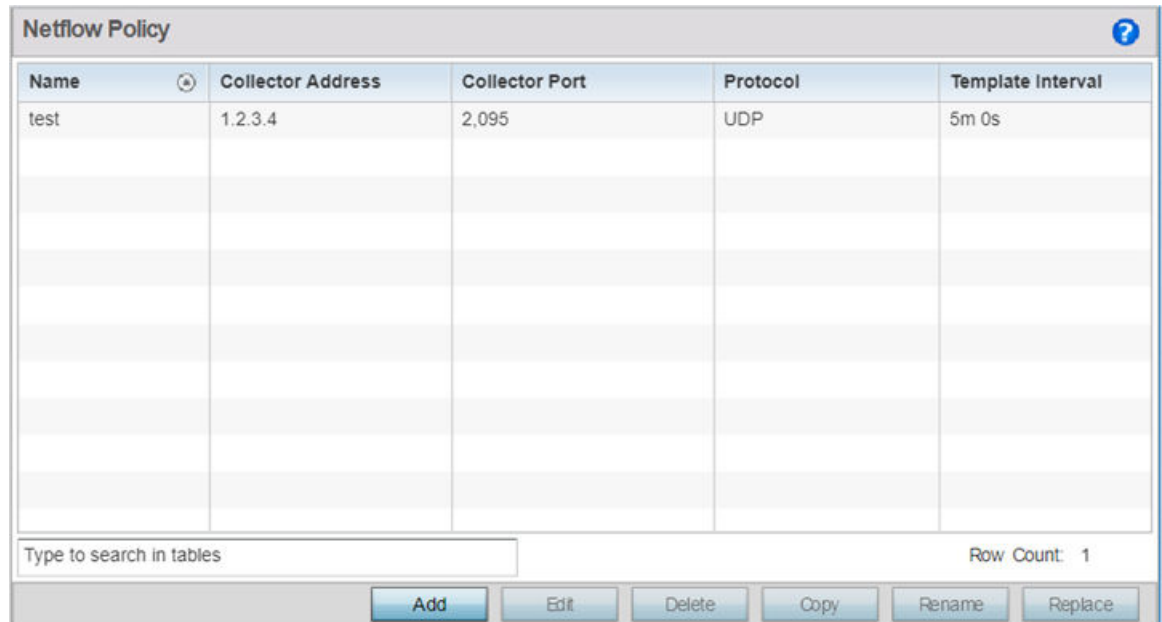 Netflow Policy
Name Collector Address Collector Port Protocol Template Interval
test 1.2.3.4 2,095 UDP 5m 0s
Type to search in tables Row Count: 1
Add Edit Delete Copy Rename Replace